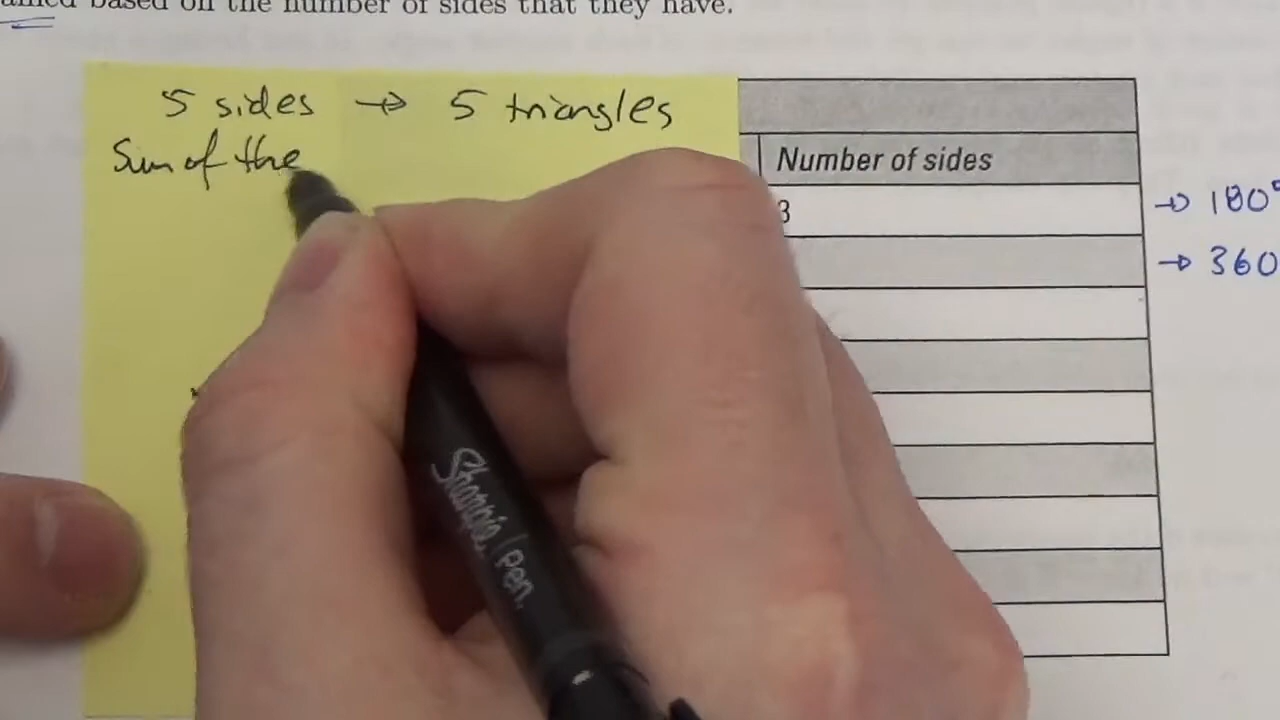 based on the number of sides that they have.
5 sides → 5 triangles
Sum of the
Number of sides
3
→ 180°
→ 360
Sharpie / Pen.